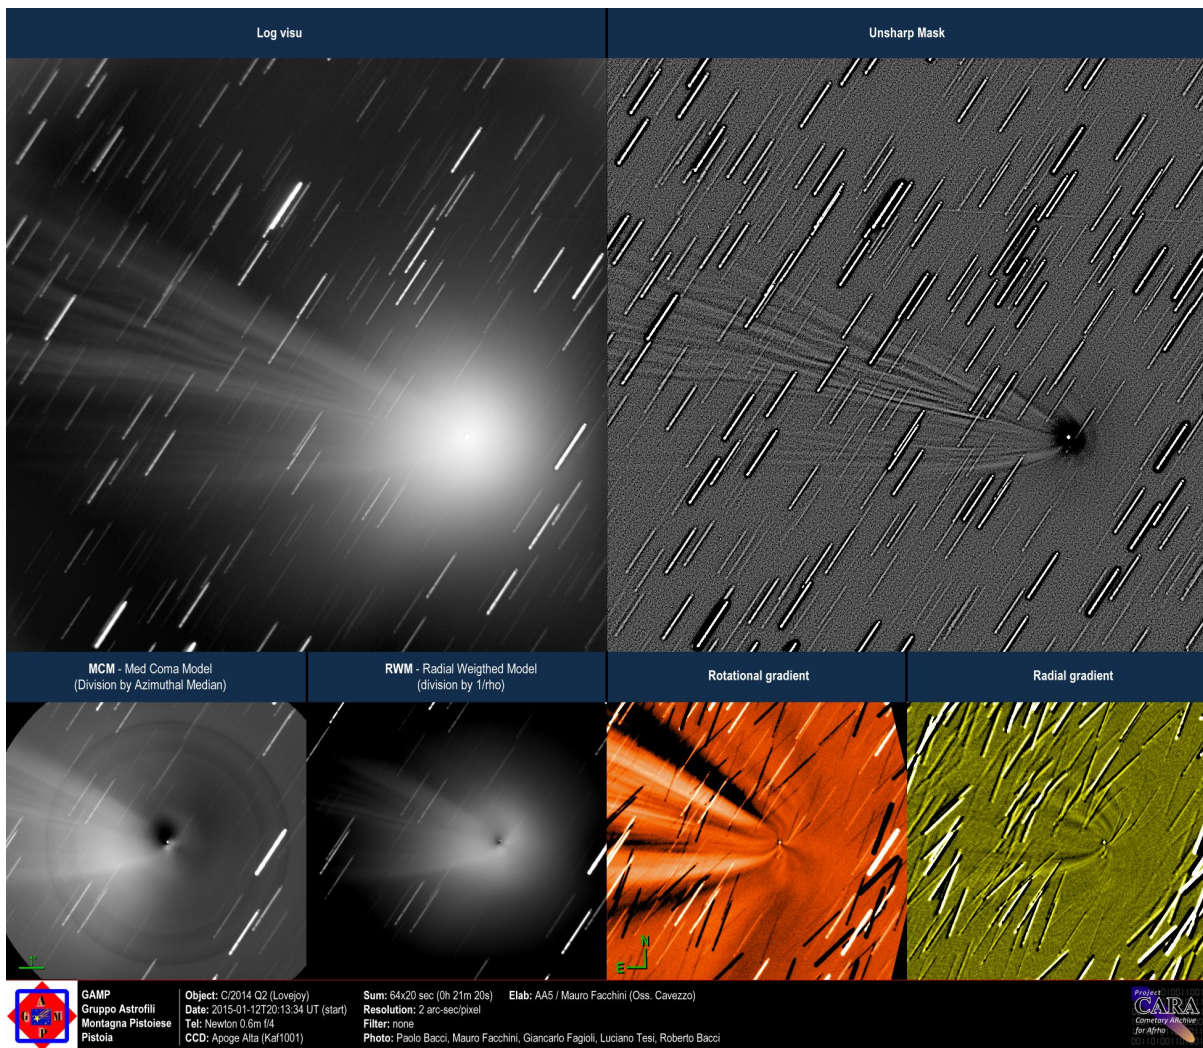 Log visu
Unsharp Mask
MCM - Med Coma Model
(Division by Azimuthal Median)
RWM - Radial Weigthed Model
(division by 1/rho)
Rotational gradient
Radial gradient
1'
N
E
GAMP
Gruppo Astrofili
Montagna Pistoiese
Pistoia
Object: C/2014 Q2 (Lovejoy)
Date: 2015-01-12T20:13:34 UT (start)
Tel: Newton 0.6m f/4
CCD: Apoge Alta (Kaf1001)
Sum: 64x20 sec (0h 21m 20s)
Resolution: 2 arc-sec/pixel
Filter: none
Photo: Paolo Bacci, Mauro Facchini, Giancarlo Fagioli, Luciano Tesi, Roberto Bacci
Elab: AA5 / Mauro Facchini (Oss. Cavezzo)
A
G M
P
Project
CARA
Cometary ARchive
for Afrho